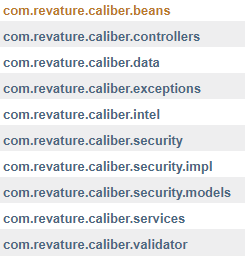 com.revature.caliber.beans
com.revature.caliber.controllers
com.revature.caliber.data
com.revature.caliber.exceptions
com.revature.caliber.intel
com.revature.caliber.security
com.revature.caliber.security.impl
com.revature.caliber.security.models
com.revature.caliber.services
com.revature.caliber.validator